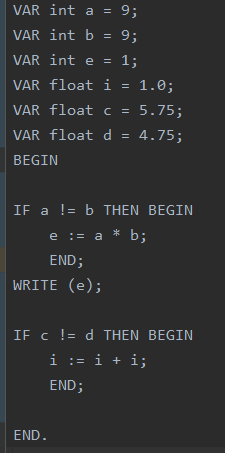 VAR int a = 9;
VAR int b = 9;
VAR int e = 1;
VAR float i = 1.0;
VAR float c = 5.75;
VAR float d = 4.75;
BEGIN
IF a != b THEN BEGIN
e := a * b;
END;
WRITE (e);
IF c != d THEN BEGIN
i := i + i;
END;
END.